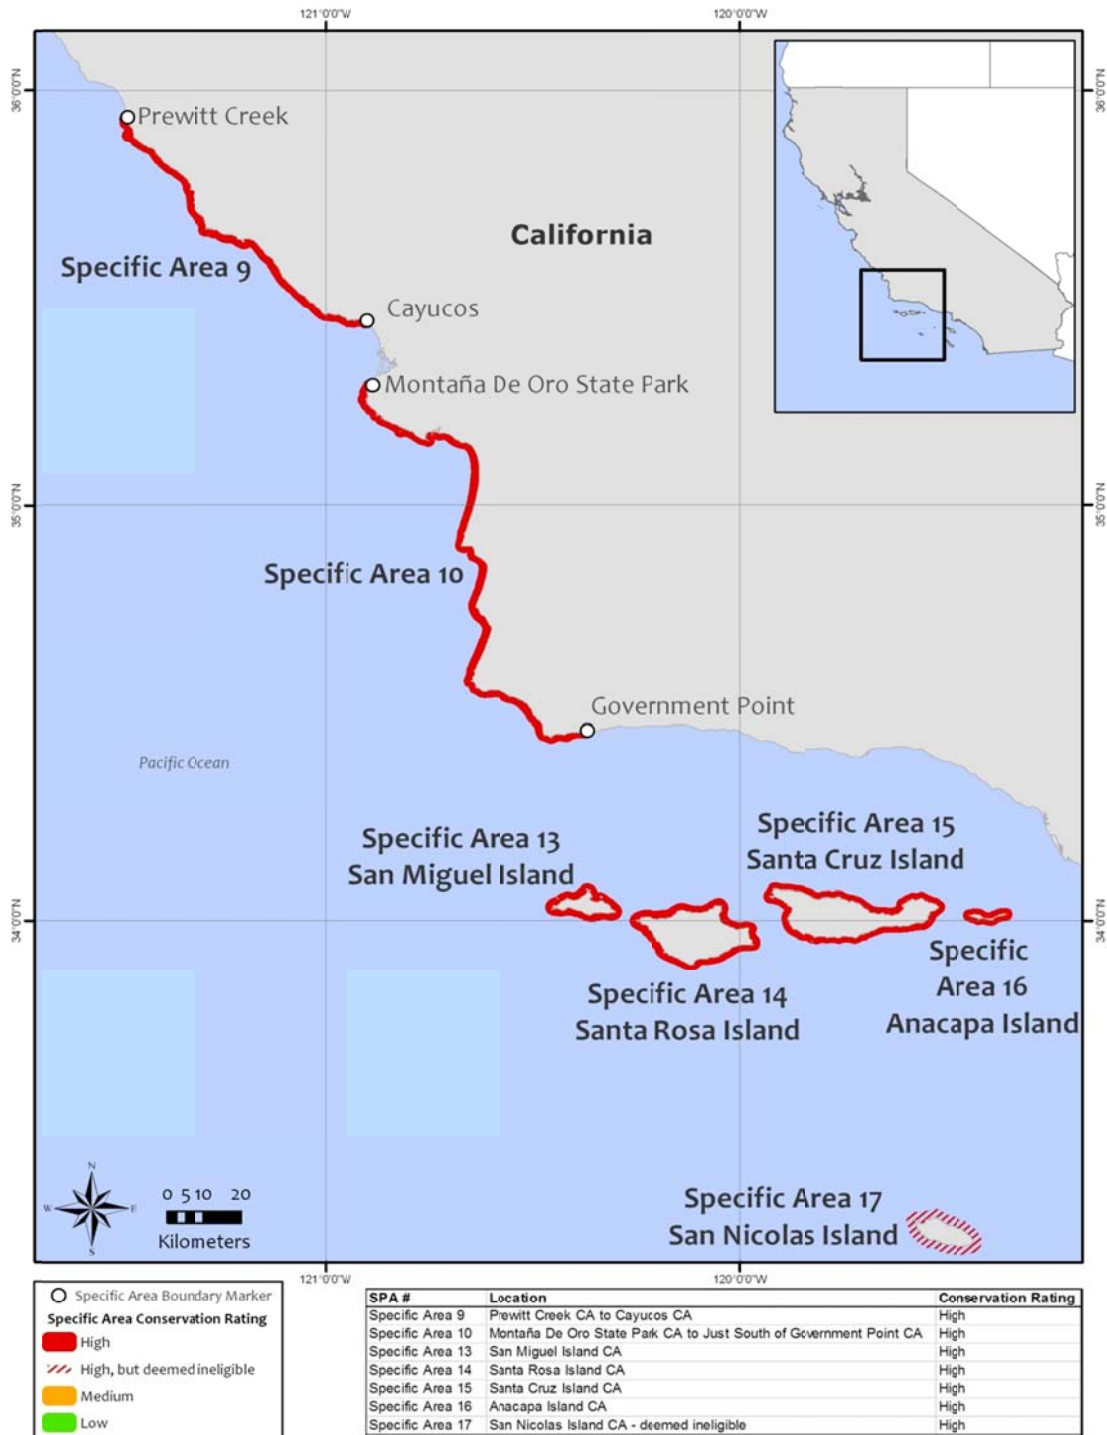 121°0'0"W 120°0'0"W
36°0'0"N 36°0'0"N
Prewitt Creek
California
Specific Area 9
Cayucos
Montaña De Oro State Park
35°0'0"N 35°0'0"N
Specific Area 10
Government Point
Pacific Ocean
Specific Area 13
San Miguel Island
Specific Area 15
Santa Cruz Island
34°0'0"N 34°0'0"N
Specific
Area 16
Anacapa Island
Specific Area 14
Santa Rosa Island
N
W E
S
0 5 10 20
Kilometers
Specific Area 17
San Nicolas Island
121°0'0"W 120°0'0"W
Specific Area Boundary Marker
Specific Area Conservation Rating
High
High, but deemed ineligible
Medium
Low
SPA # Location Conservation Rating
Specific Area 9 Prewitt Creek CA to Cayucos CA High
Specific Area 10 Montaña De Oro State Park CA to Just South of Government Point CA High
Specific Area 13 San Miguel Island CA High
Specific Area 14 Santa Rosa Island CA High
Specific Area 15 Santa Cruz Island CA High
Specific Area 16 Anacapa Island CA High
Specific Area 17 San Nicolas Island CA - deemed ineligible High